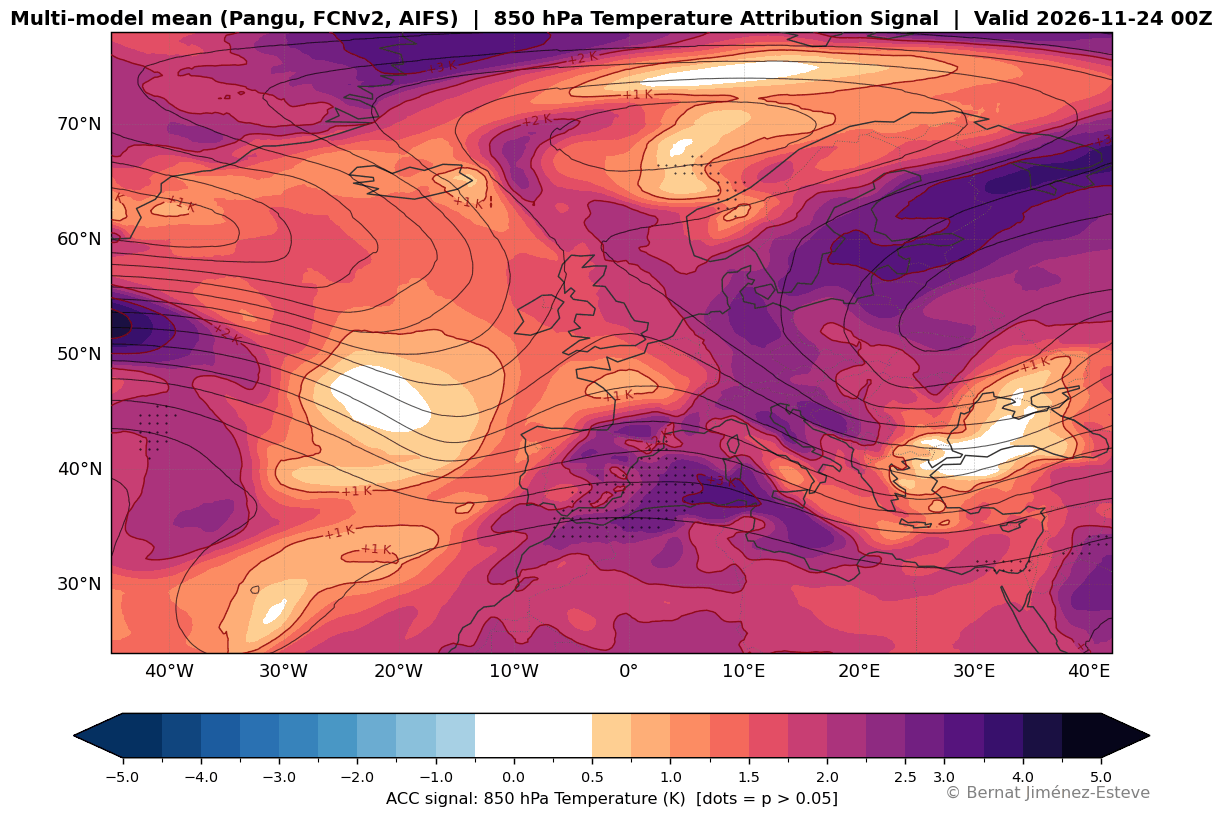 Multi-model mean (Pangu, FCNv2, AIFS)  |  850 hPa Temperature Attribution Signal  |  Valid 2026-11-24 00Z
+2 K
+1 K
+2 K
70°N
+1 K
+1 K
60°N
+2 K
50°N
+1 K
+1 K
40°N
+1 K
+1 K
+1 K
30°N
40°W 30°W 20°W 10°W 0° 10°E 20°E 30°E 40°E
−5.0 −4.0 −3.0 −2.0 −1.0 0.0 0.5 1.0 1.5 2.0 2.5 3.0 4.0 5.0
ACC signal: 850 hPa Temperature (K)  [dots = p > 0.05]
© Bernat Jiménez-Esteve